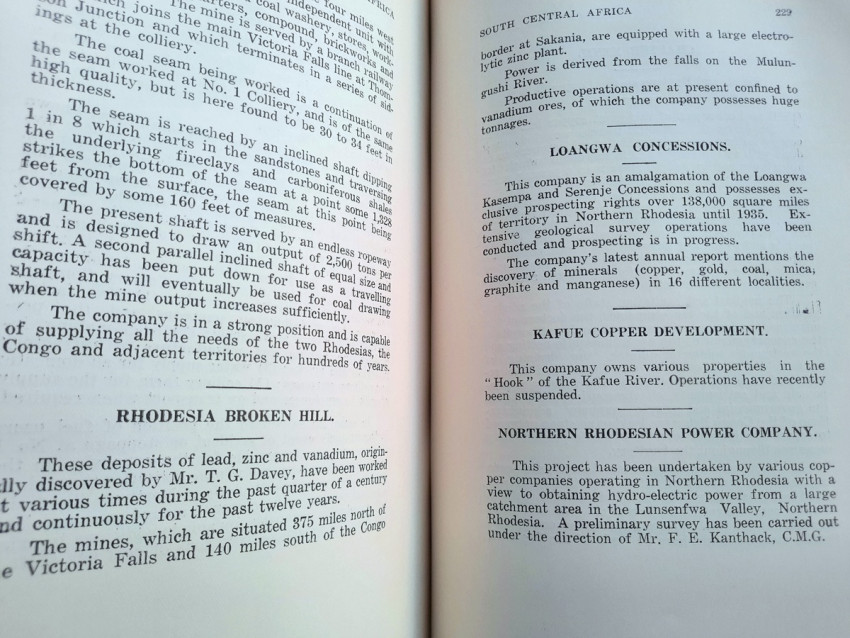 AFRICA
four miles west
independent unit with
coal washery, stores, work-
quarters, compound, brickworks and
The mine is served by a branch railway
which joins the main Victoria Falls line at Thom-
son Junction and which terminates in a series of sid-
ings at the colliery.
The coal seam being worked is a continuation of
the seam worked at No. 1 Colliery, and is of the same
high quality, but is here found to be 30 to 34 feet in
thickness.
The seam is reached by an inclined shaft dipping
1 in 8 which starts in the sandstones and traversing
the underlying fireclays and carboniferous shales
strikes the bottom of the seam at a point some 1,328
feet from the surface, the seam at this point being
covered by some 160 feet of measures.
The present shaft is served by an endless ropeway
and is designed to draw an output of 2,500 tons per
shift. A second parallel inclined shaft of equal size and
capacity has been put down for use as a travelling
shaft, and will eventually be used for coal drawing
when the mine output increases sufficiently.
The company is in a strong position and is capable
of supplying all the needs of the two Rhodesias, the
Congo and adjacent territories for hundreds of years.
RHODESIA BROKEN HILL.
These deposits of lead, zinc and vanadium, origin-
lly discovered by Mr. T. G. Davey, have been worked
t various times during the past quarter of a century
nd continuously for the past twelve years.
The mines, which are situated 375 miles north of
e Victoria Falls and 140 miles south of the Congo
SOUTH CENTRAL AFRICA 229
border at Sakania, are equipped with a large electro-
lytic zinc plant.
Power is derived from the falls on the Mulun-
gushi River.
Productive operations are at present confined to
vanadium ores, of which the company possesses huge
tonnages.
LOANGWA CONCESSIONS.
This company is an amalgamation of the Loangwa
Kasempa and Serenje Concessions and possesses ex-
clusive prospecting rights over 138,000 square miles
of territory in Northern Rhodesia until 1935. Ex-
tensive geological survey operations have been
conducted and prospecting is in progress.
The company's latest annual report mentions the
discovery of minerals (copper, gold, coal, mica,
graphite and manganese) in 16 different localities.
KAFUE COPPER DEVELOPMENT.
This company owns various properties in the
"Hook" of the Kafue River. Operations have recently
been suspended.
NORTHERN RHODESIAN POWER COMPANY.
This project has been undertaken by various cop-
per companies operating in Northern Rhodesia with a
view to obtaining hydro-electric power from a large
catchment area in the Lunsenfwa Valley, Northern
Rhodesia. A preliminary survey has been carried out
under the direction of Mr. F. E. Kanthack, C.M.G.